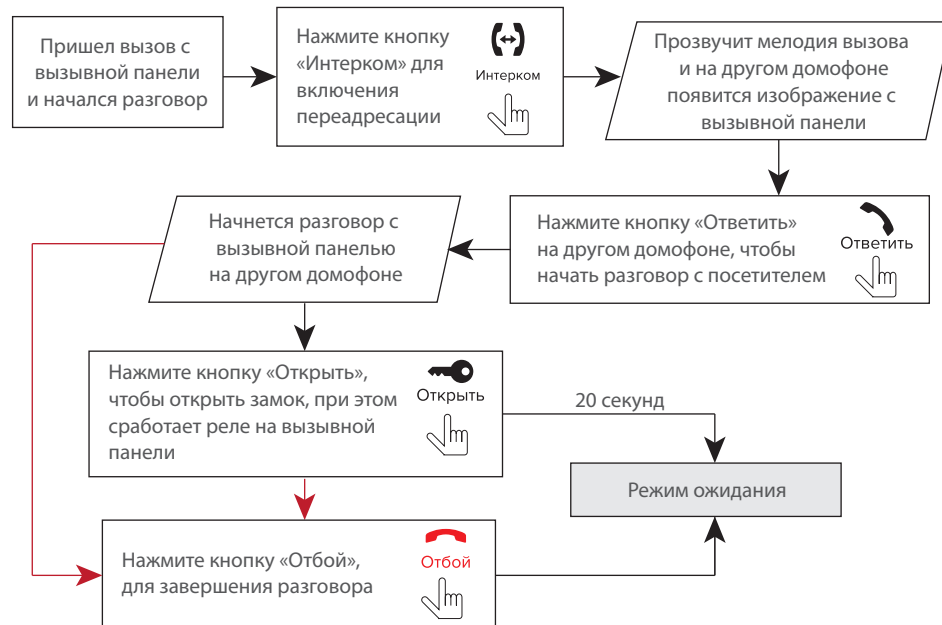 Пришел вызов с
вызывной панели
и начался разговор
Нажмите кнопку
«Интерком» для
включения
переадресации
Интерком
Прозвучит мелодия вызова
и на другом домофоне
появится изображение с
вызывной панели
Начнется разговор с
вызывной панелью
на другом домофоне
Нажмите кнопку «Ответить»
на другом домофоне, чтобы
начать разговор с посетителем
Ответить
Нажмите кнопку «Открыть»,
чтобы открыть замок, при этом
сработает реле на вызывной
панели
Открыть
20 секунд
Режим ожидания
Нажмите кнопку «Отбой»,
для завершения разговора
Отбой